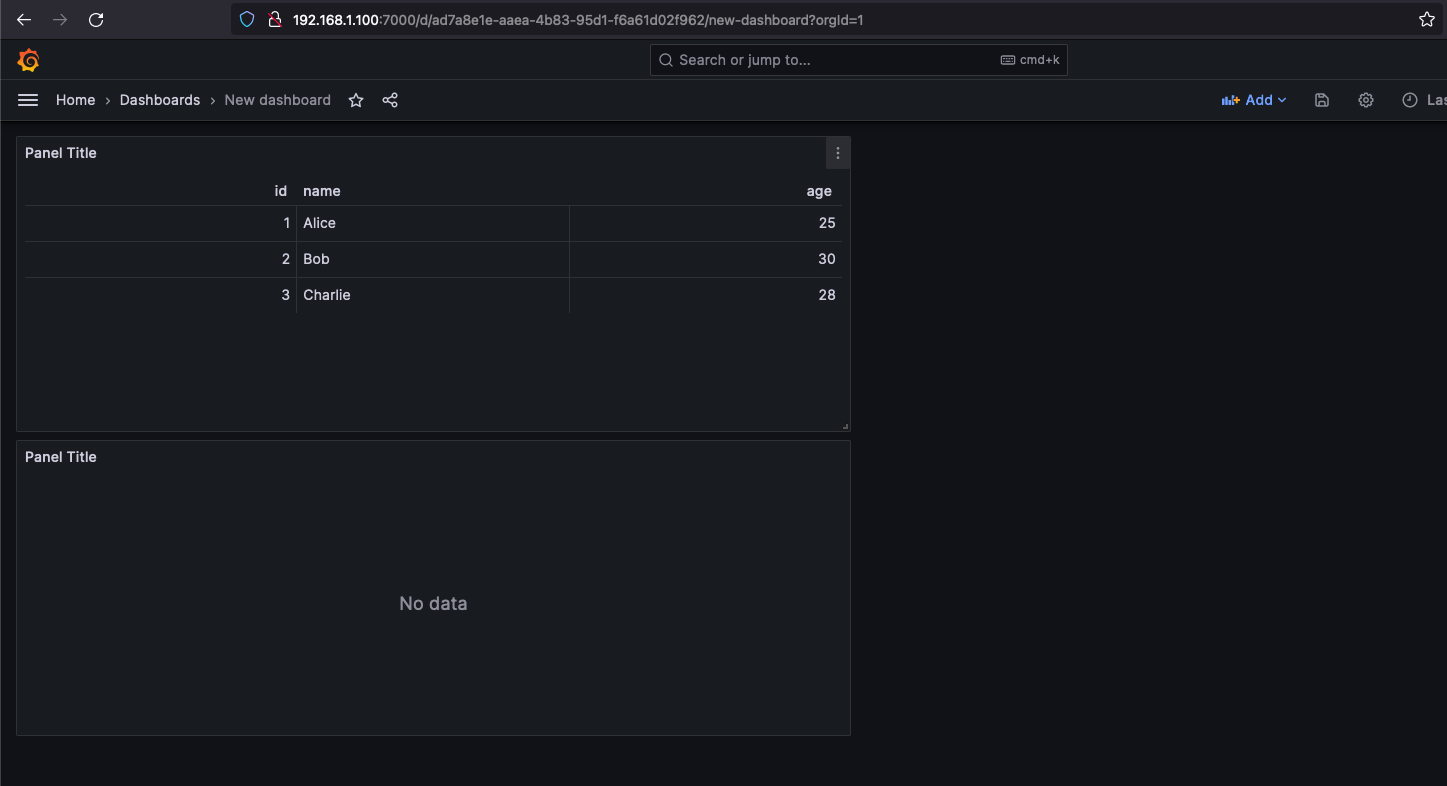 192.168.1.100:7000/d/ad7a8e1e-aaea-4b83-95d1-f6a61d02f962/new-dashboard?orgId=1
Search or jump to... cmd+k
Home › Dashboards › New dashboard Add Las
Panel Title
id name age
1 Alice 25
2 Bob 30
3 Charlie 28
Panel Title
No data